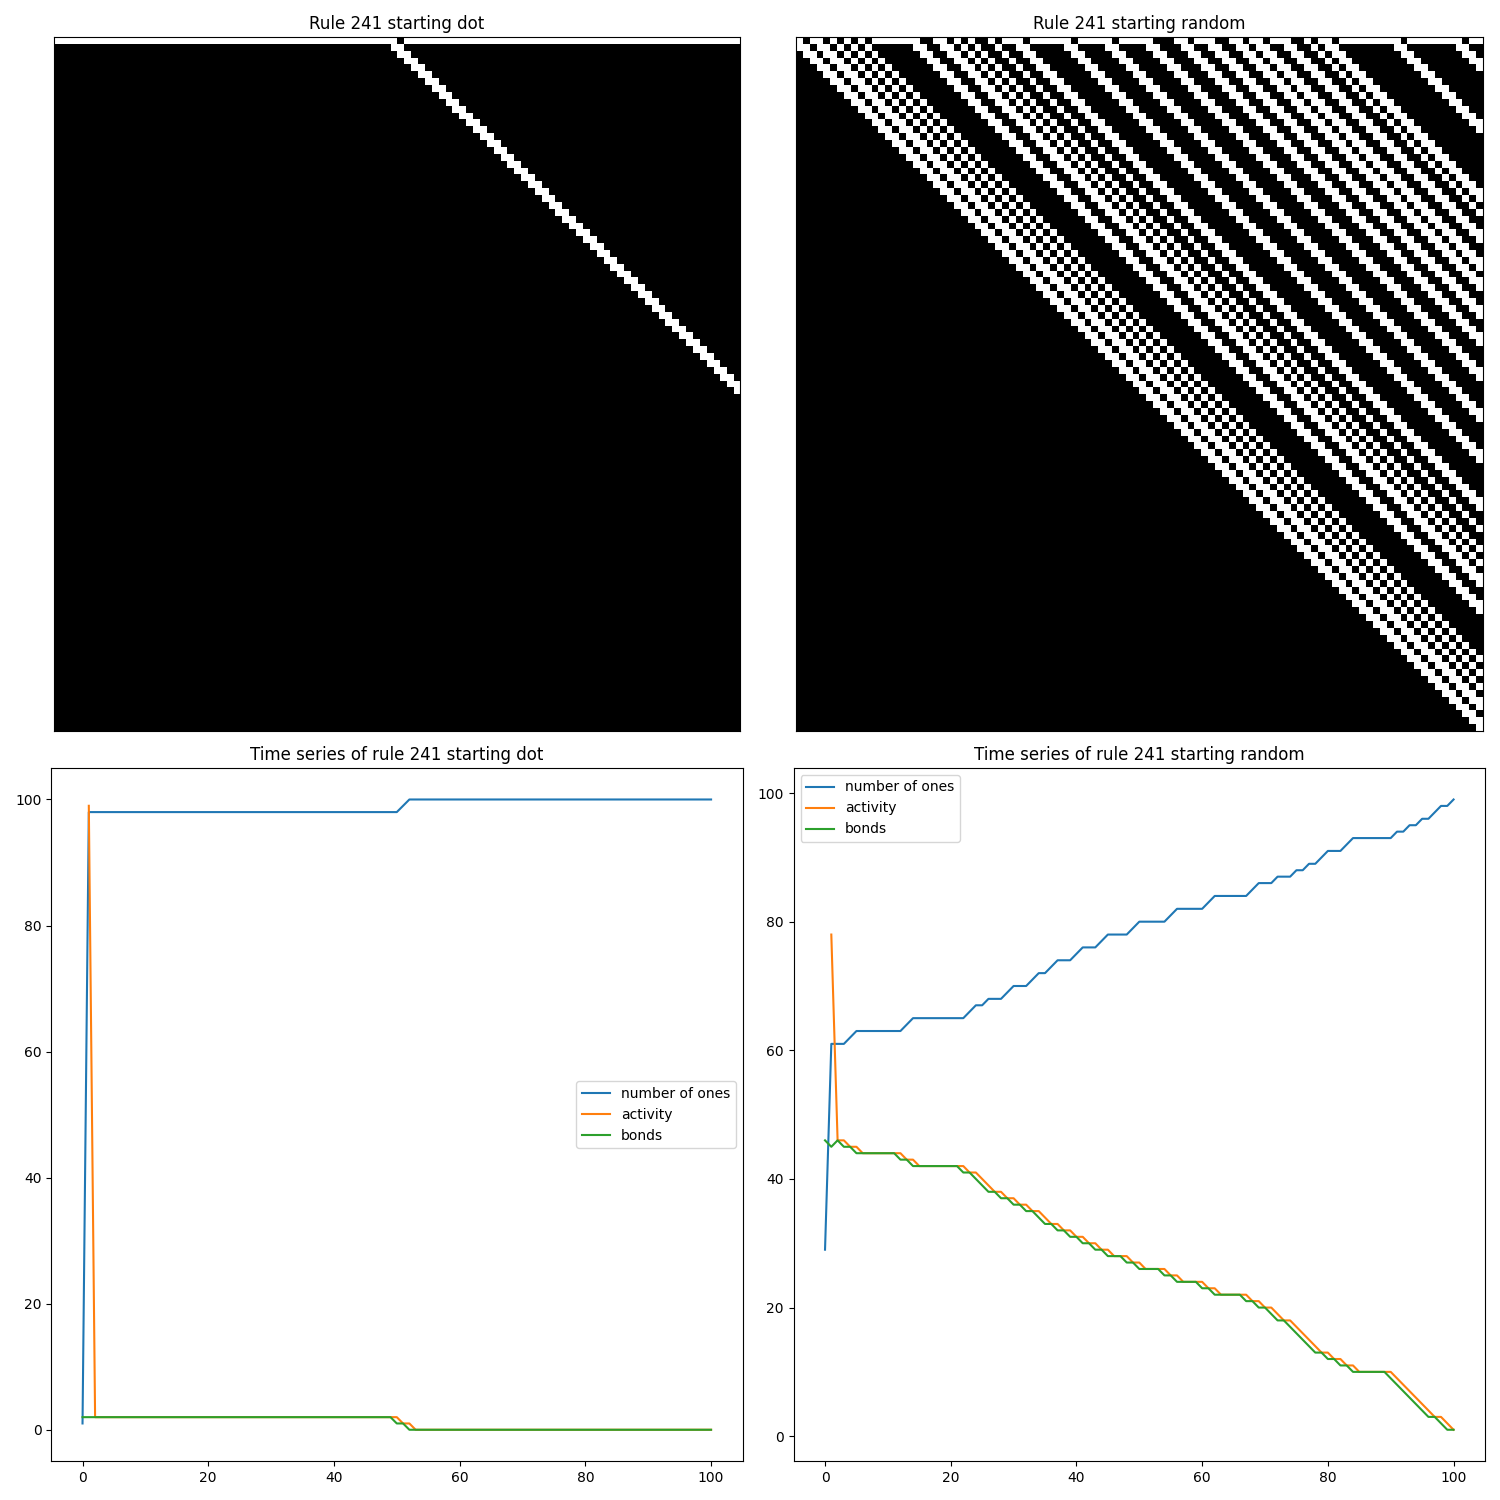 Rule 241 starting dot
Rule 241 starting random
Time series of rule 241 starting dot
100
80
60
40
20
0
0
20
40
60
80
100
number of ones
activity
bonds
Time series of rule 241 starting random
number of ones
activity
bonds
100
80
60
40
20
0
0
20
40
60
80
100